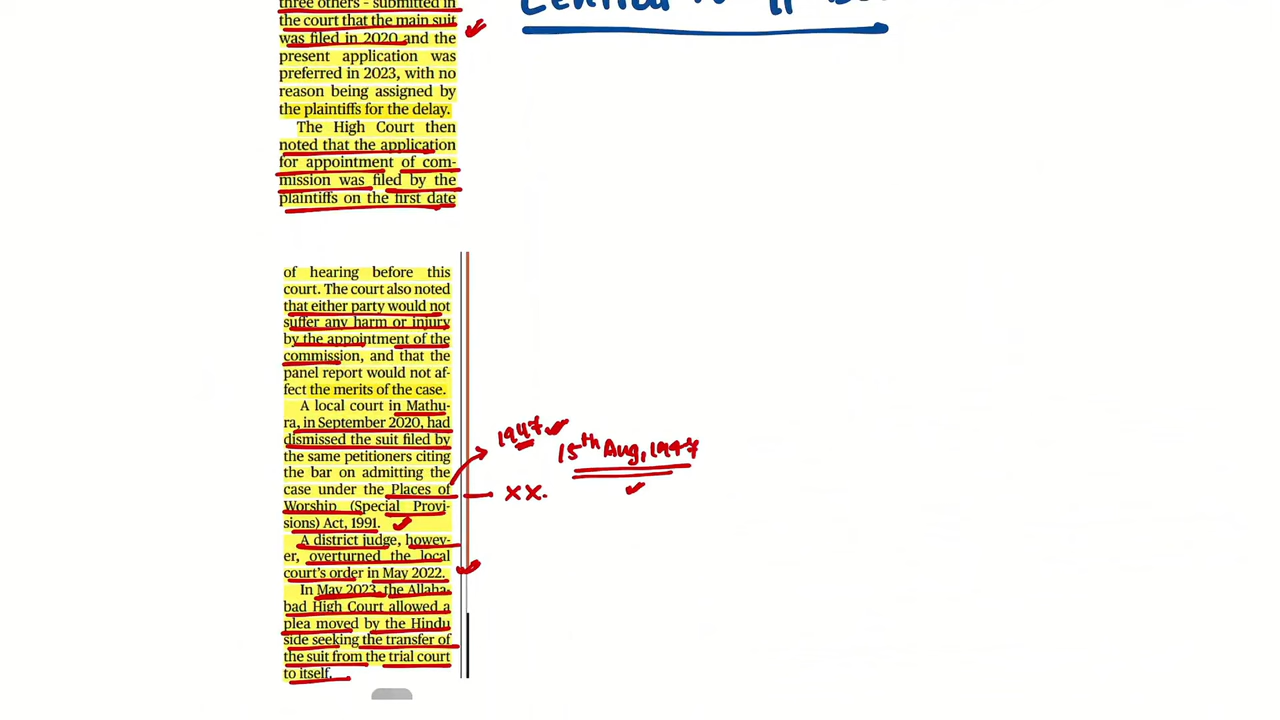 three others - submitted in
the court that the main suit
was filed in 2020 and the
present application was
preferred in 2023, with no
reason being assigned by
the plaintiffs for the delay.
The High Court then
noted that the application
for appointment of com-
mission was filed by the
plaintiffs on the first date
of hearing before this
court. The court also noted
that either party would not
suffer any harm or injury
by the appointment of the
commission, and that the
panel report would not af-
fect the merits of the case.
A local court in Mathu-
ra, in September 2020, had
dismissed the suit filed by
the same petitioners citing
the bar on admitting the
case under the Places of
Worship (Special Provi-
sions) Act, 1991.
A district judge, howev-
er, overturned the local
court's order in May 2022.
In May 2023, the Allaha-
bad High Court allowed a
plea moved by the Hindu
side seeking the transfer of
the suit from the trial court
to itself.
1947
15th Aug, 1947
XX.